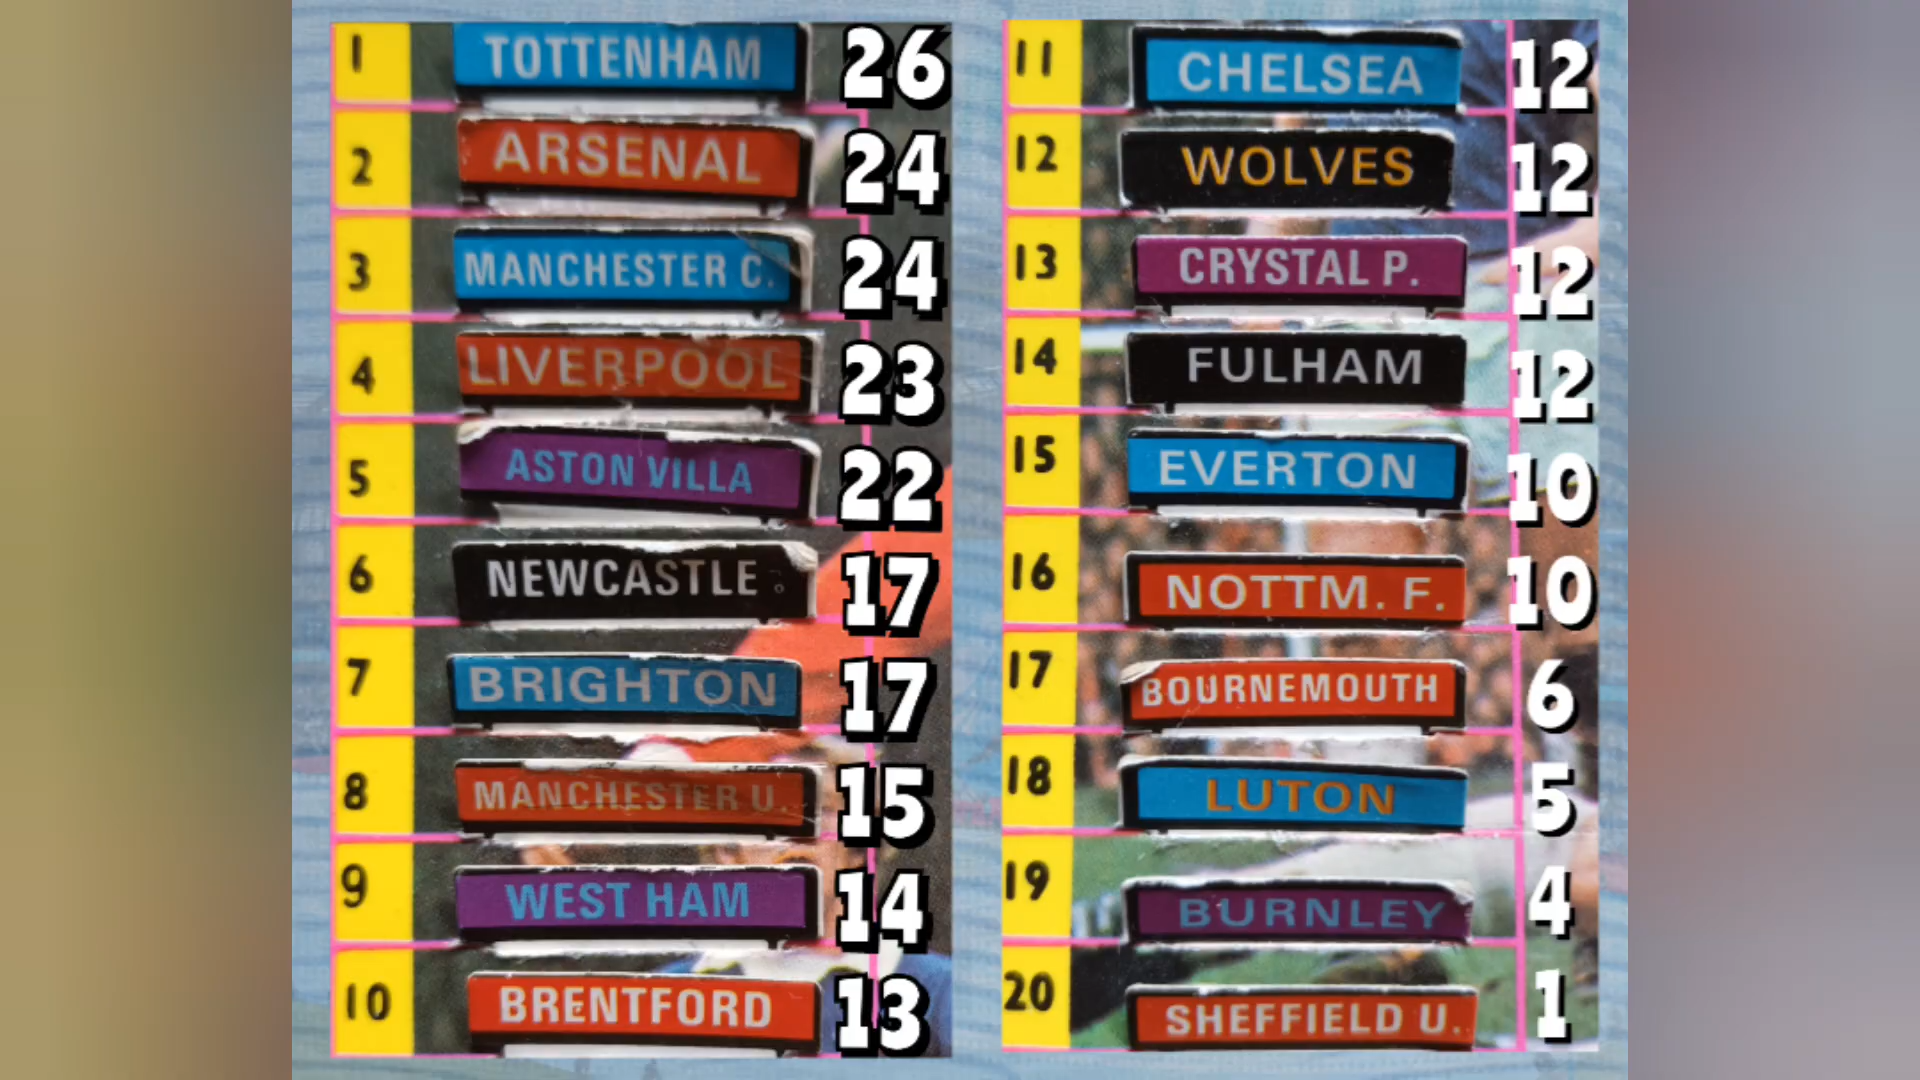 1 TOTTENHAM 26
2 ARSENAL 24
3 MANCHESTER C. 24
4 LIVERPOOL 23
5 ASTON VILLA 22
6 NEWCASTLE 17
7 BRIGHTON 17
8 MANCHESTER U. 15
9 WEST HAM 14
10 BRENTFORD 13
11 CHELSEA 12
12 WOLVES 12
13 CRYSTAL P. 12
14 FULHAM 12
15 EVERTON 10
16 NOTTM. F. 10
17 BOURNEMOUTH 6
18 LUTON 5
19 BURNLEY 4
20 SHEFFIELD U. 1